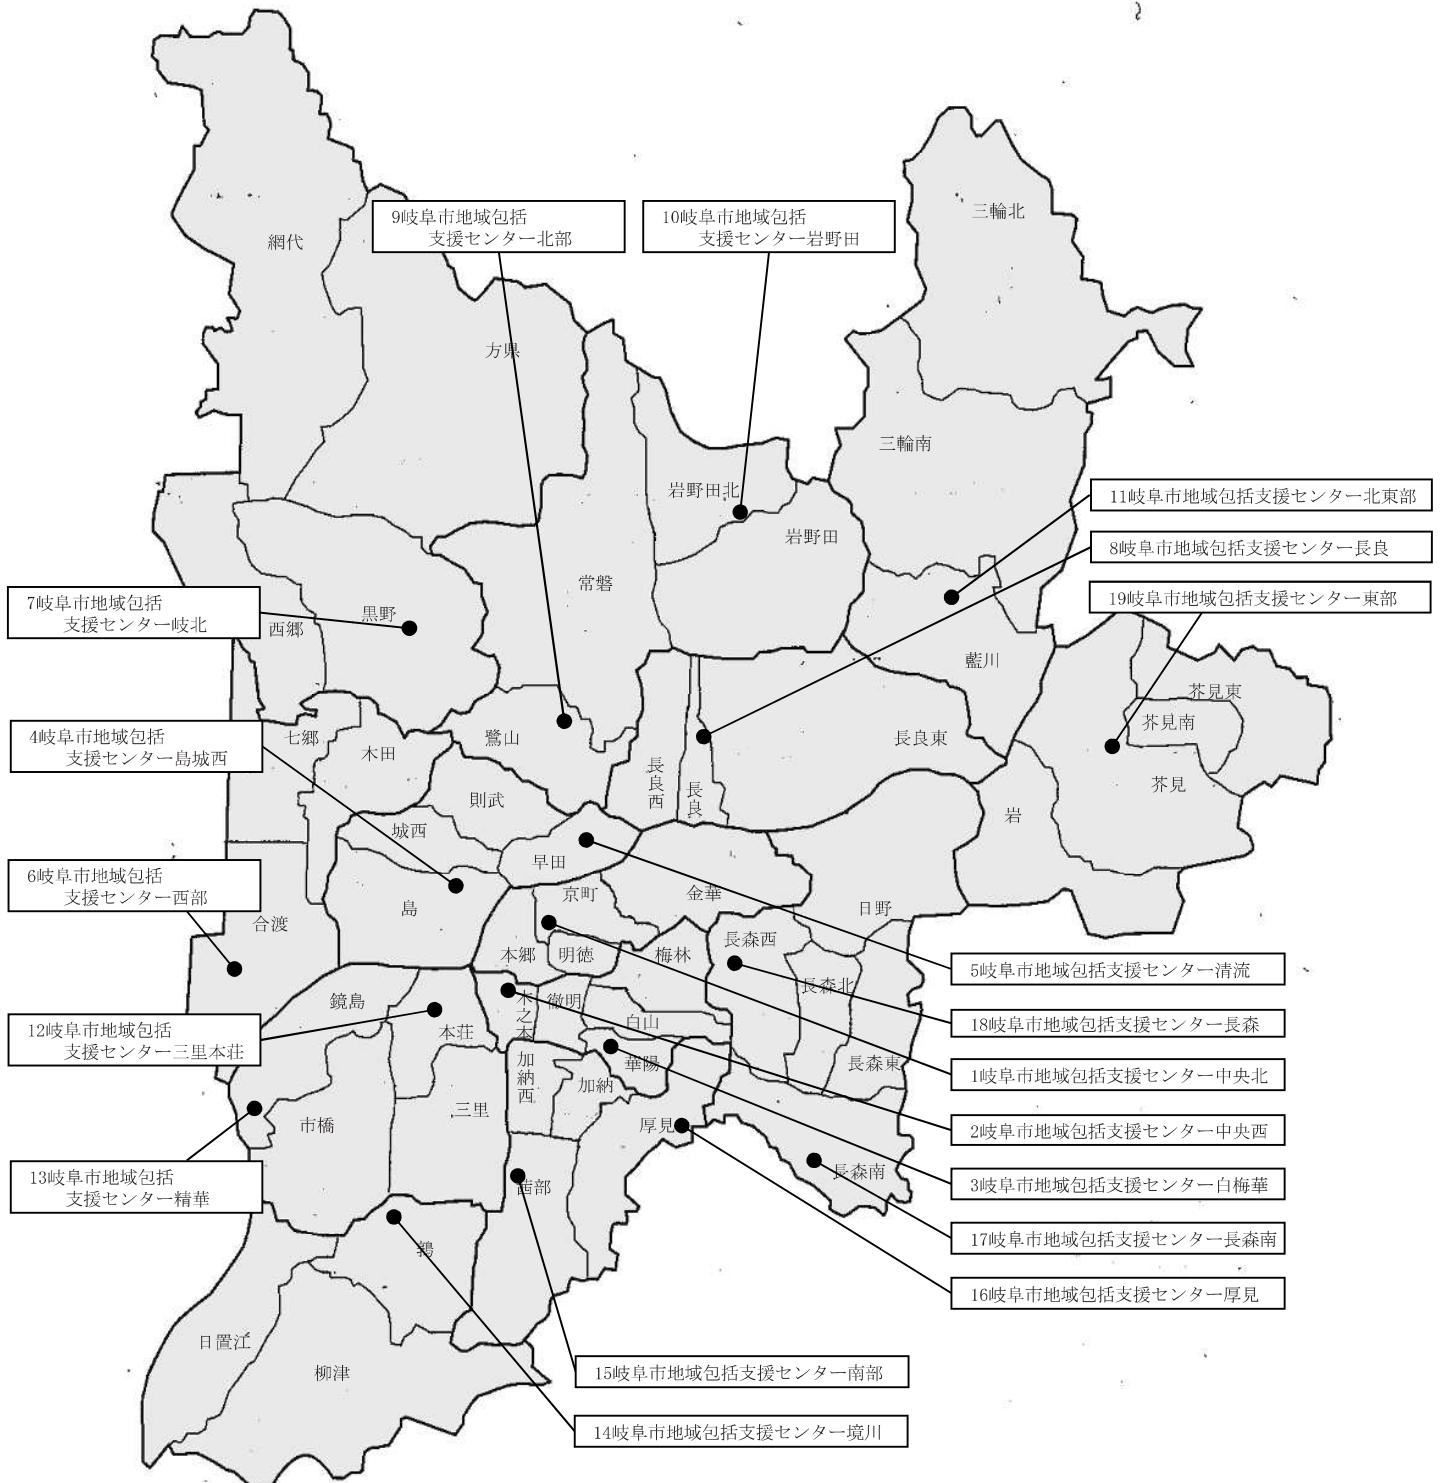 三輪北
9岐阜市地域包括
支援センター北部
10岐阜市地域包括
支援センター岩野田
網代
方県
三輪南
岩野田北
11岐阜市地域包括支援センター北東部
岩野田
8岐阜市地域包括支援センター長良
常磐
19岐阜市地域包括支援センター東部
7岐阜市地域包括
支援センター岐北
黒野
西郷
藍川
芥見東
芥見南
4岐阜市地域包括
支援センター島城西
七郷
木田
鷺山
長良東
長良西
長良
芥見
則武
岩
城西
早田
6岐阜市地域包括
支援センター西部
京町
金華
島
日野
合渡
本郷
明徳
梅林
長森西
5岐阜市地域包括支援センター清流
長森北
鏡島
木之本
徹明
白山
18岐阜市地域包括支援センター長森
12岐阜市地域包括
支援センター三里本荘
本荘
華陽
長森東
加納西
加納
1岐阜市地域包括支援センター中央北
三里
市橋
厚見
2岐阜市地域包括支援センター中央西
13岐阜市地域包括
支援センター精華
長森南
茜部
3岐阜市地域包括支援センター白梅華
鶉
17岐阜市地域包括支援センター長森南
16岐阜市地域包括支援センター厚見
日置江
柳津
15岐阜市地域包括支援センター南部
14岐阜市地域包括支援センター境川